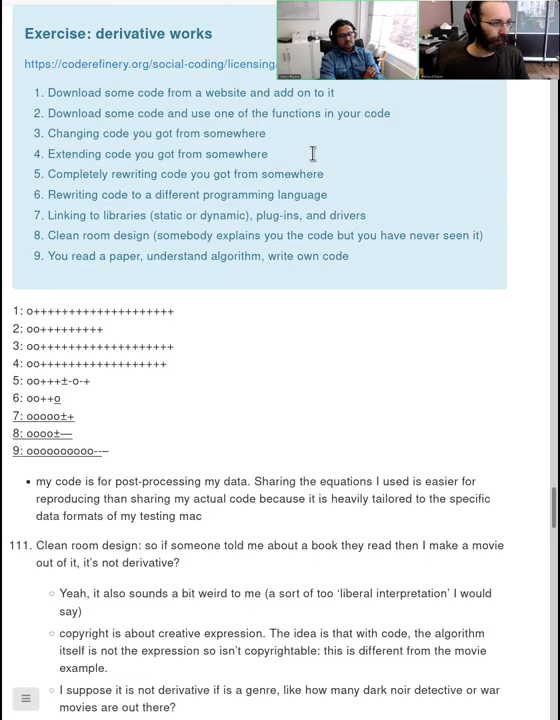 Exercise: derivative works
https://coderefinery.org/social-coding/licensing
1. Download some code from a website and add on to it
2. Download some code and use one of the functions in your code
3. Changing code you got from somewhere
4. Extending code you got from somewhere
5. Completely rewriting code you got from somewhere
6. Rewriting code to a different programming language
7. Linking to libraries (static or dynamic), plug-ins, and drivers
8. Clean room design (somebody explains you the code but you have never seen it)
9. You read a paper, understand algorithm, write own code
1: o++++++++++++++++++++
2: oo+++++++++
3: oo+++++++++++++++++++
4: oo++++++++++++++++++
5: oo+++±-o-+
6: oo++o
7: ooooo±+
8: oooo±—
9: oooooooooo--–
• my code is for post-processing my data. Sharing the equations I used is easier for
reproducing than sharing my actual code because it is heavily tailored to the specific
data formats of my testing mac
111. Clean room design: so if someone told me about a book they read then I make a movie
out of it, it's not derivative?
○ Yeah, it also sounds a bit weird to me (a sort of too ‘liberal interpretation’ I would
say)
○ copyright is about creative expression. The idea is that with code, the algorithm
itself is not the expression so isn't copyrightable: this is different from the movie
example.
○ I suppose it is not derivative if is a genre, like how many dark noir detective or war
movies are out there?